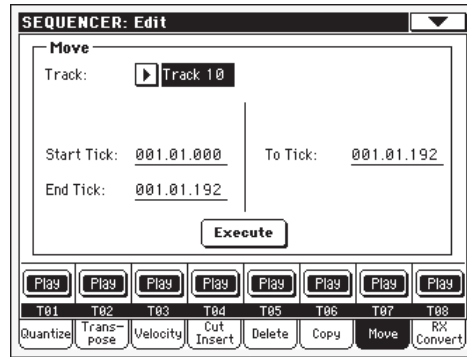 SEQUENCER: Edit
Move
Track: Track 10
Start Tick: 001.01.000 To Tick: 001.01.192
End Tick: 001.01.192
Execute
Play Play Play Play Play Play Play Play
T01 T02 T03 T04 T05 T06 T07 T08
Quantize Trans-pose Velocity Cut Insert Delete Copy Move RX Convert